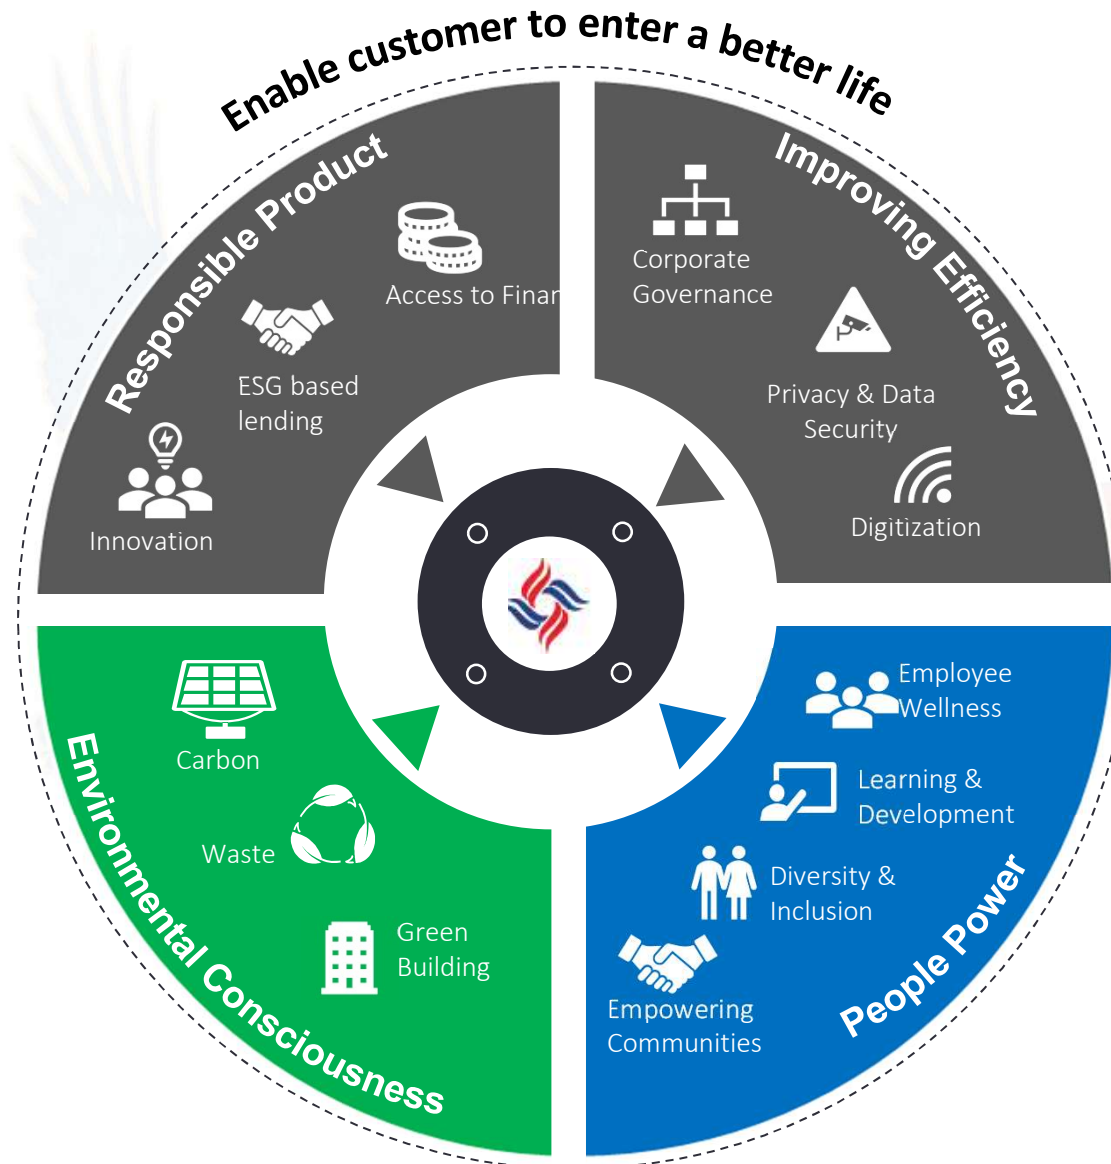 Enable customer to enter a better life
Responsible Product
Access to Finan
ESG based
lending
Innovation
Improving Efficiency
Corporate
Governance
Privacy & Data
Security
Digitization
Environmental Consciousness
Carbon
Waste
Green
Building
People Power
Employee
Wellness
Learning &
Development
Diversity &
Inclusion
Empowering
Communities